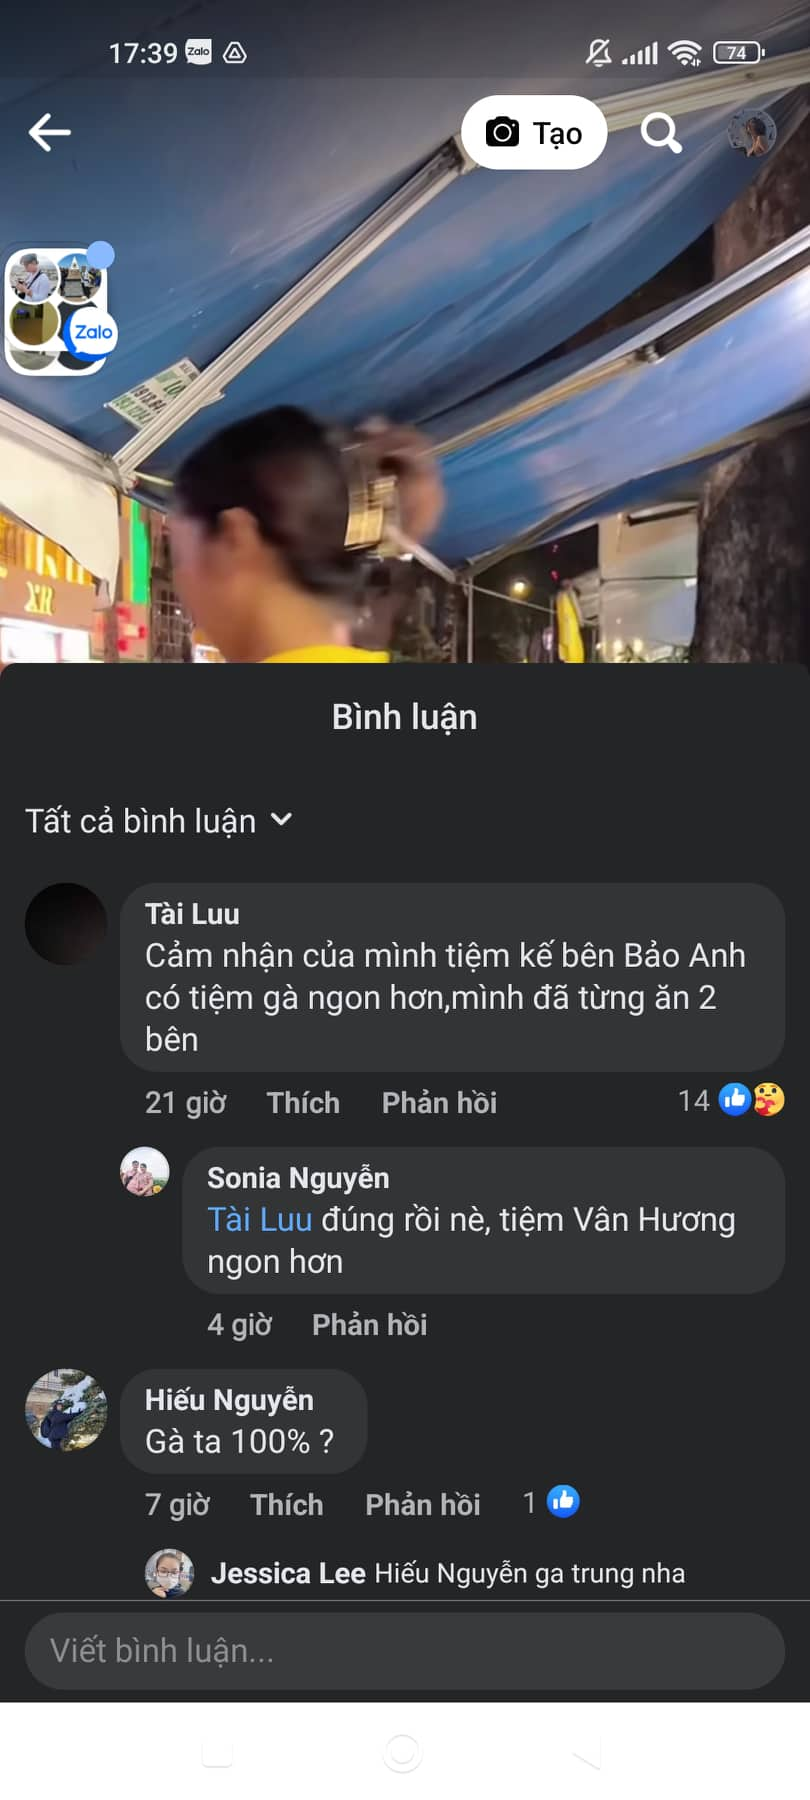 17:39 Zalo 74
Tạo
Zalo
XH
Bình luận
Tất cả bình luận
Tài Luu
Cảm nhận của mình tiệm kế bên Bảo Anh
có tiệm gà ngon hơn,mình đã từng ăn 2
bên
21 giờ Thích Phản hồi 14
Sonia Nguyễn
Tài Luu đúng rồi nè, tiệm Vân Hương
ngon hơn
4 giờ Phản hồi
Hiếu Nguyễn
Gà ta 100% ?
7 giờ Thích Phản hồi 1
Jessica Lee Hiếu Nguyễn ga trung nha
Viết bình luận...